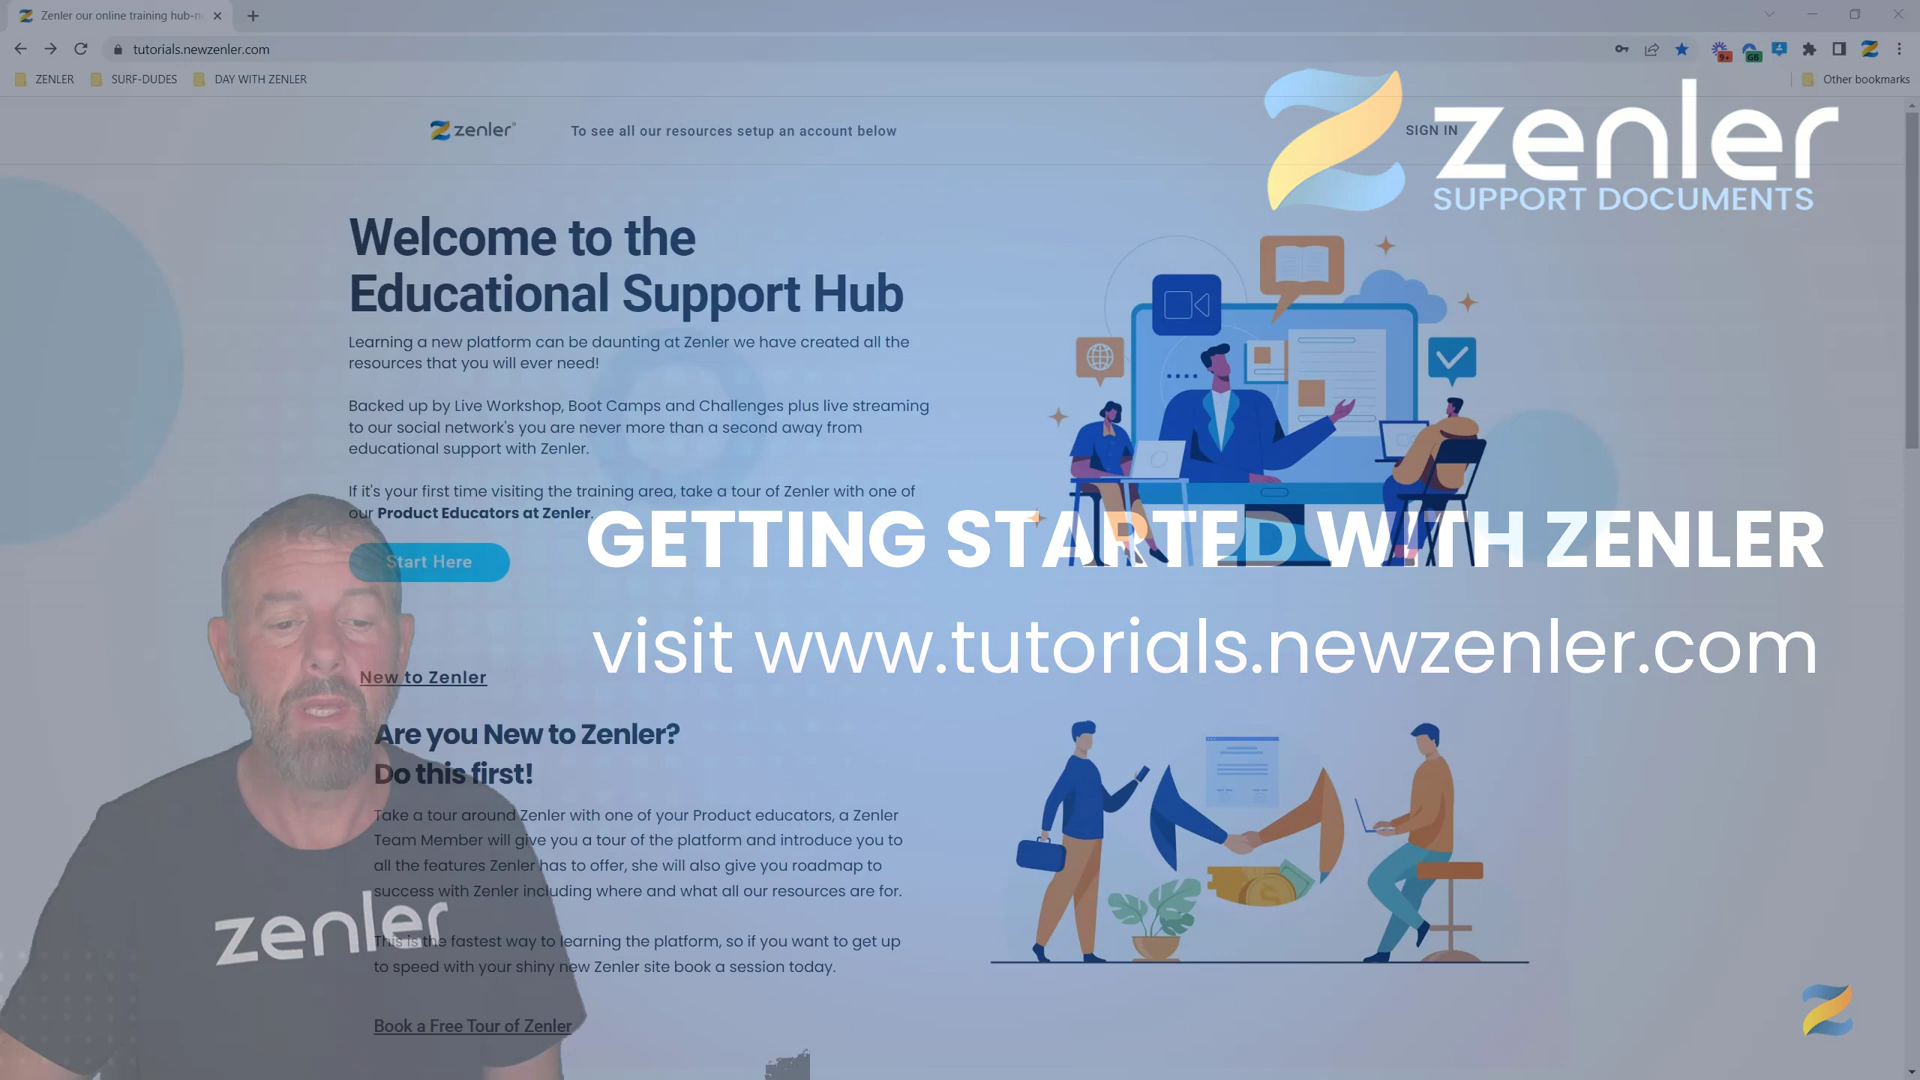 Zenler our online training hub-n
tutorials.newzenler.com
9+
GB
ZENLER
SURF-DUDES
DAY WITH ZENLER
Other bookmarks
zenler
To see all our resources setup an account below
SIGN IN
zenler
SUPPORT DOCUMENTS
Welcome to the
Educational Support Hub
Learning a new platform can be daunting at Zenler we have created all the
resources that you will ever need!
Backed up by Live Workshop, Boot Camps and Challenges plus live streaming
to our social network's you are never more than a second away from
educational support with Zenler.
If it's your first time visiting the training area, take a tour of Zenler with one of
our Product Educators at Zenler.
GETTING STARTED WITH ZENLER
Start Here
visit www.tutorials.newzenler.com
New to Zenler
Are you New to Zenler?
Do this first!
Take a tour around Zenler with one of your Product educators, a Zenler
Team Member will give you a tour of the platform and introduce you to
all the features Zenler has to offer, she will also give you roadmap to
success with Zenler including where and what all our resources are for.
zenler
This is the fastest way to learning the platform, so if you want to get up
to speed with your shiny new Zenler site book a session today.
Book a Free Tour of Zenler